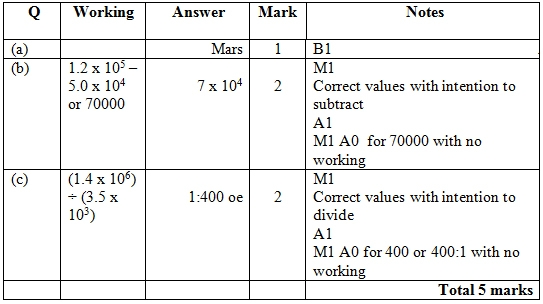 Q Working Answer Mark Notes
(a) Mars 1 B1
(b) 1.2 x 10⁵ – M1
5.0 x 10⁴ 7 x 10⁴ 2 Correct values with intention to
or 70000 subtract
A1
M1 A0 for 70000 with no
working
(c) (1.4 x 10⁶) M1
÷ (3.5 x 1:400 oe 2 Correct values with intention to
10³) divide
A1
M1 A0 for 400 or 400:1 with no
working
Total 5 marks